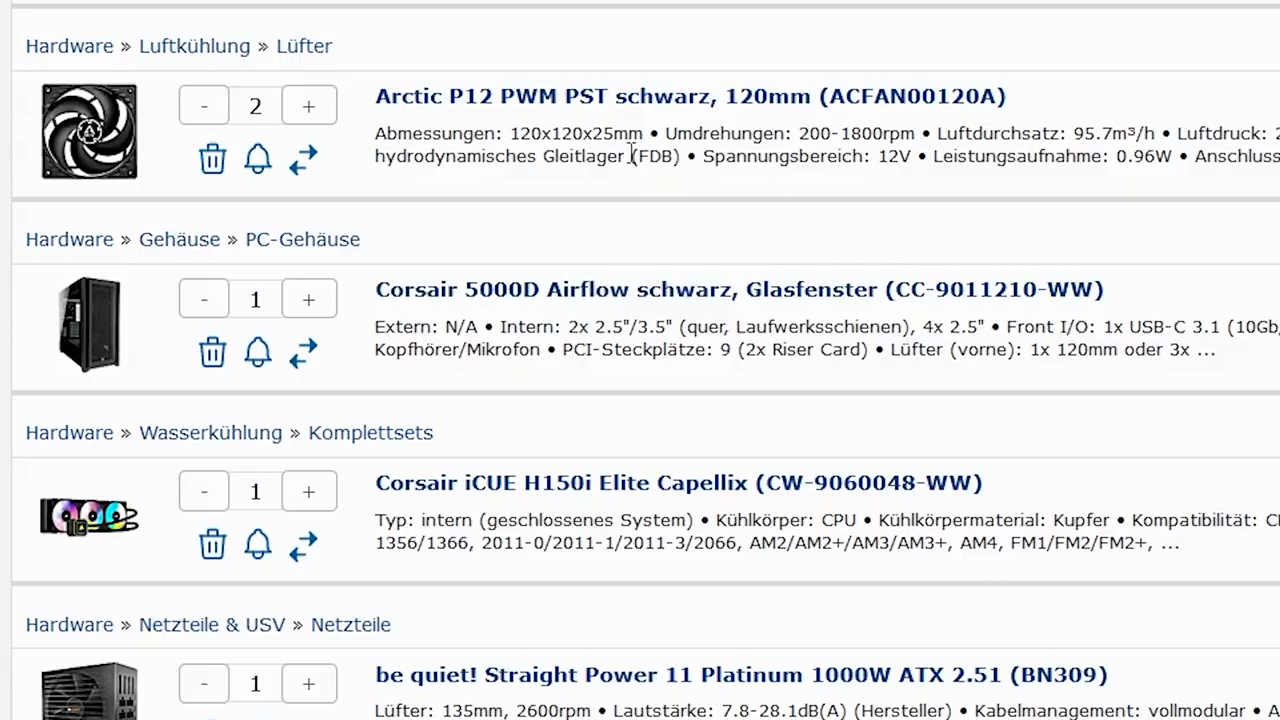 Hardware » Luftkühlung » Lüfter
- 2 +
Arctic P12 PWM PST schwarz, 120mm (ACFAN00120A)
Abmessungen: 120x120x25mm • Umdrehungen: 200-1800rpm • Luftdurchsatz: 95.7m³/h • Luftdruck: 2
hydrodynamisches Gleitlager (FDB) • Spannungsbereich: 12V • Leistungsaufnahme: 0.96W • Anschluss
Hardware » Gehäuse » PC-Gehäuse
- 1 +
Corsair 5000D Airflow schwarz, Glasfenster (CC-9011210-WW)
Extern: N/A • Intern: 2x 2.5"/3.5" (quer, Laufwerksschienen), 4x 2.5" • Front I/O: 1x USB-C 3.1 (10Gb/
Kopfhörer/Mikrofon • PCI-Steckplätze: 9 (2x Riser Card) • Lüfter (vorne): 1x 120mm oder 3x ...
Hardware » Wasserkühlung » Komplettsets
- 1 +
Corsair iCUE H150i Elite Capellix (CW-9060048-WW)
Typ: intern (geschlossenes System) • Kühlkörper: CPU • Kühlkörpermaterial: Kupfer • Kompatibilität:
1356/1366, 2011-0/2011-1/2011-3/2066, AM2/AM2+/AM3/AM3+, AM4, FM1/FM2/FM2+, ...
Hardware » Netzteile & USV » Netzteile
- 1 +
be quiet! Straight Power 11 Platinum 1000W ATX 2.51 (BN309)
Lüfter: 135mm, 2600rpm • Lautstärke: 7.8-28.1dB(A) (Hersteller) • Kabelmanagement: vollmodular •